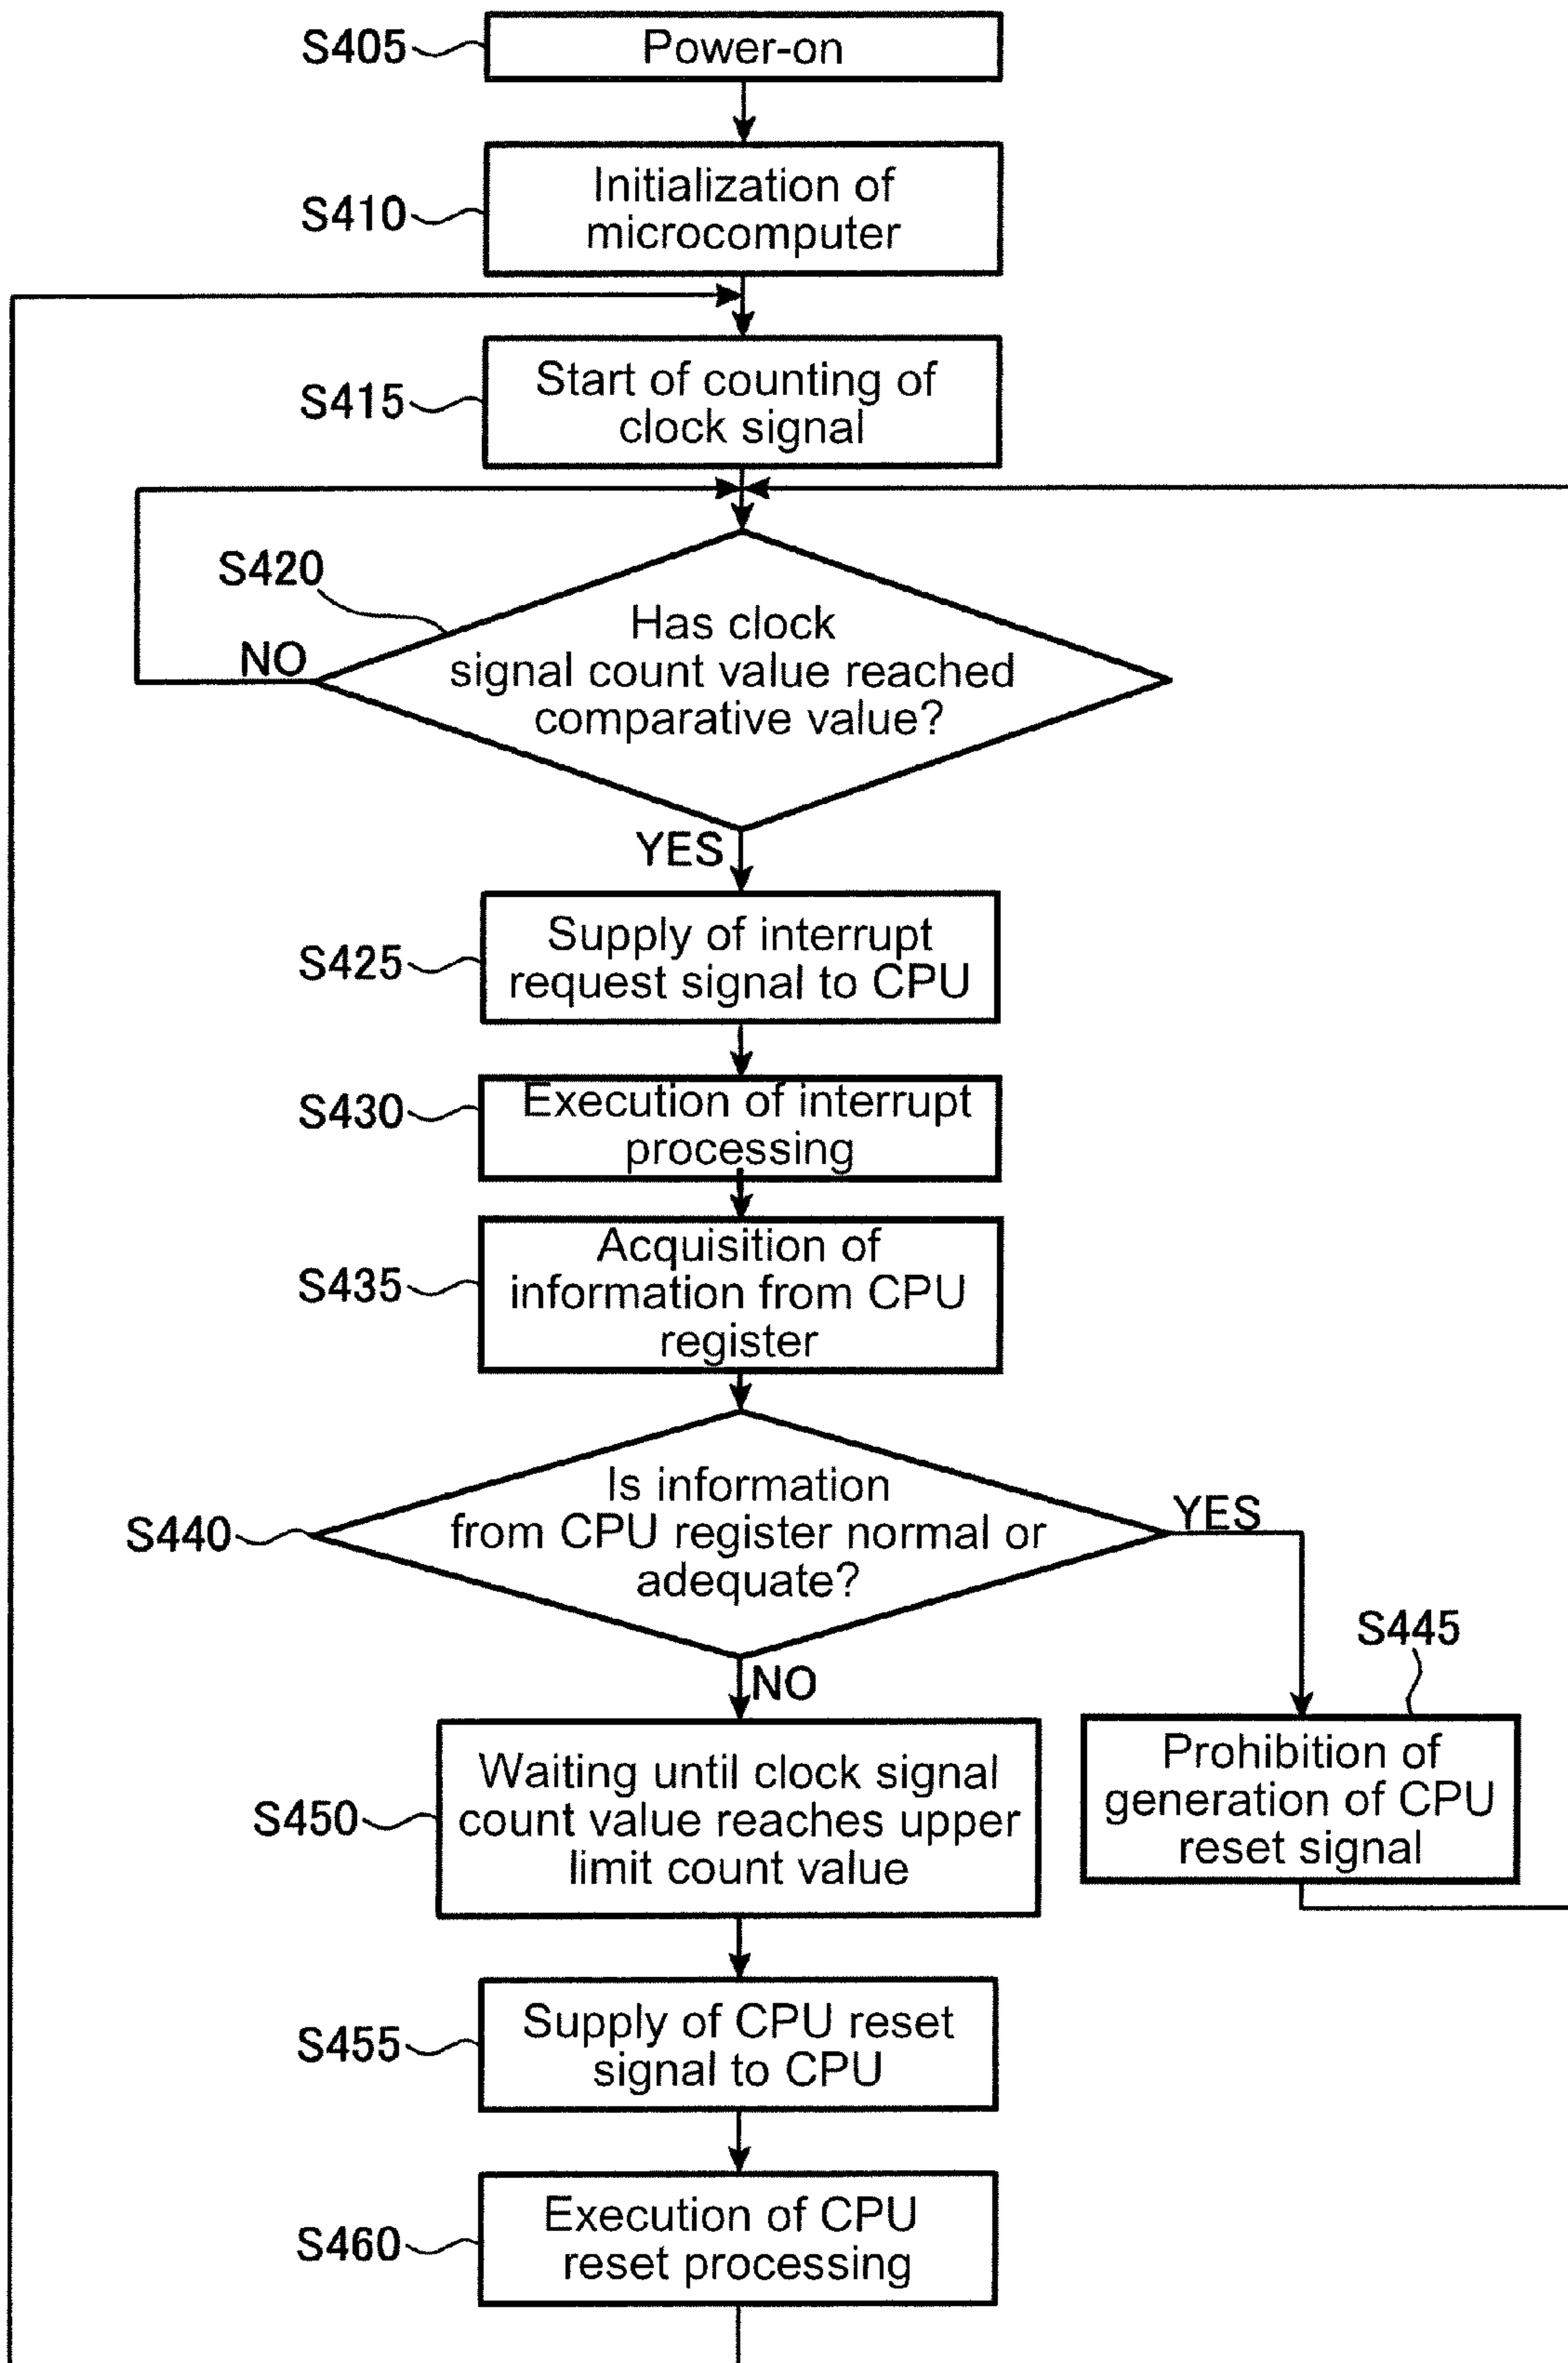 S405
Power-on
S410
Initialization of
microcomputer
S415
Start of counting of
clock signal
S420
NO
Has clock
signal count value reached
comparative value?
YES
S425
Supply of interrupt
request signal to CPU
S430
Execution of interrupt
processing
S435
Acquisition of
information from CPU
register
S440
Is information
from CPU register normal or
adequate?
YES
NO
S445
Prohibition of
generation of CPU
reset signal
S450
Waiting until clock signal
count value reaches upper
limit count value
S455
Supply of CPU reset
signal to CPU
S460
Execution of CPU
reset processing